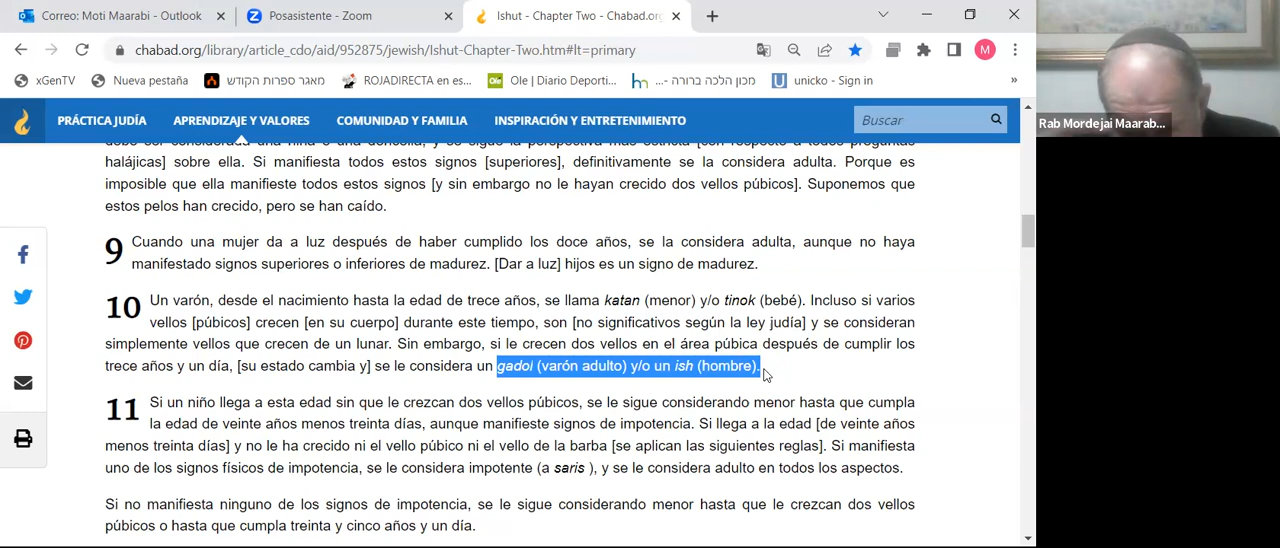 Correo: Moti Maarabi - Outlook
Posasistente - Zoom
Ishut - Chapter Two - Chabad.org
chabad.org/library/article_cdo/aid/952875/jewish/Ishut-Chapter-Two.htm#lt=primary
M
xGenTV
Nueva pestaña
מאגר ספרות הקודש
ROJADIRECTA en es...
Ole | Diario Deporti...
מכון הלכה ברורה -...
unicko - Sign in
»
PRÁCTICA JUDÍA
APRENDIZAJE Y VALORES
COMUNIDAD Y FAMILIA
INSPIRACIÓN Y ENTRETENIMIENTO
Buscar
Rab Mordejai Maarab...
halájicas] sobre ella. Si manifiesta todos estos signos [superiores], definitivamente se la considera adulta. Porque es
imposible que ella manifieste todos estos signos [y sin embargo no le hayan crecido dos vellos púbicos]. Suponemos que
estos pelos han crecido, pero se han caído.
9 Cuando una mujer da a luz después de haber cumplido los doce años, se la considera adulta, aunque no haya
manifestado signos superiores o inferiores de madurez. [Dar a luz] hijos es un signo de madurez.
10 Un varón, desde el nacimiento hasta la edad de trece años, se llama katan (menor) y/o tinok (bebé). Incluso si varios
vellos [púbicos] crecen [en su cuerpo] durante este tiempo, son [no significativos según la ley judía] y se consideran
simplemente vellos que crecen de un lunar. Sin embargo, si le crecen dos vellos en el área púbica después de cumplir los
trece años y un día, [su estado cambia y] se le considera un gadol (varón adulto) y/o un ish (hombre).
11 Si un niño llega a esta edad sin que le crezcan dos vellos púbicos, se le sigue considerando menor hasta que cumpla
la edad de veinte años menos treinta días, aunque manifieste signos de impotencia. Si llega a la edad [de veinte años
menos treinta días] y no le ha crecido ni el vello púbico ni el vello de la barba [se aplican las siguientes reglas]. Si manifiesta
uno de los signos físicos de impotencia, se le considera impotente (a saris ), y se le considera adulto en todos los aspectos.
Si no manifiesta ninguno de los signos de impotencia, se le sigue considerando menor hasta que le crezcan dos vellos
púbicos o hasta que cumpla treinta y cinco años y un día.